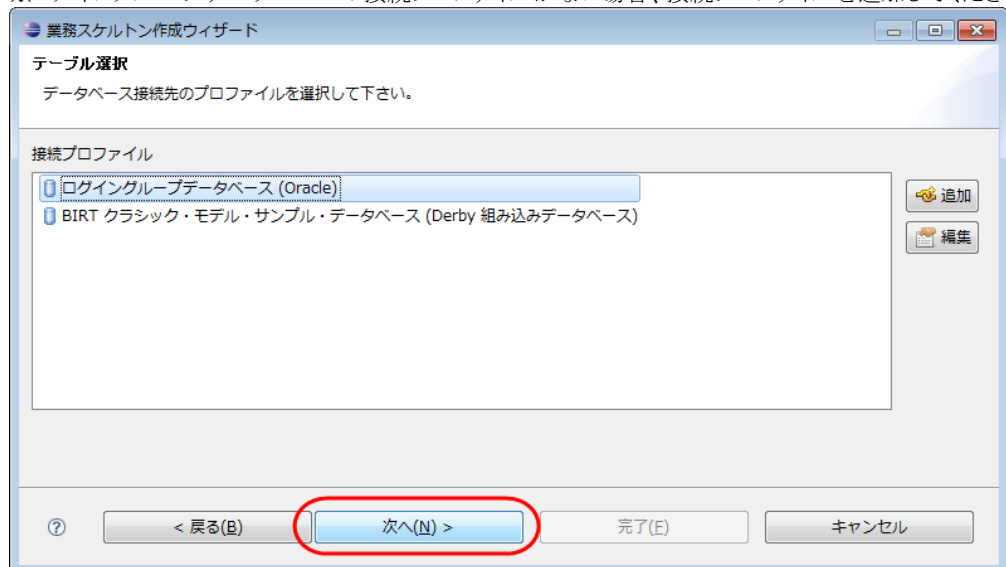 業務スケルトン作成ウィザード
テーブル選択
データベース接続先のプロファイルを選択して下さい。
接続プロファイル
ログイングループデータベース (Oracle)
BIRT クラシック・モデル・サンプル・データベース (Derby 組み込みデータベース)
追加
編集
< 戻る(B)
次へ(N) >
完了(F)
キャンセル